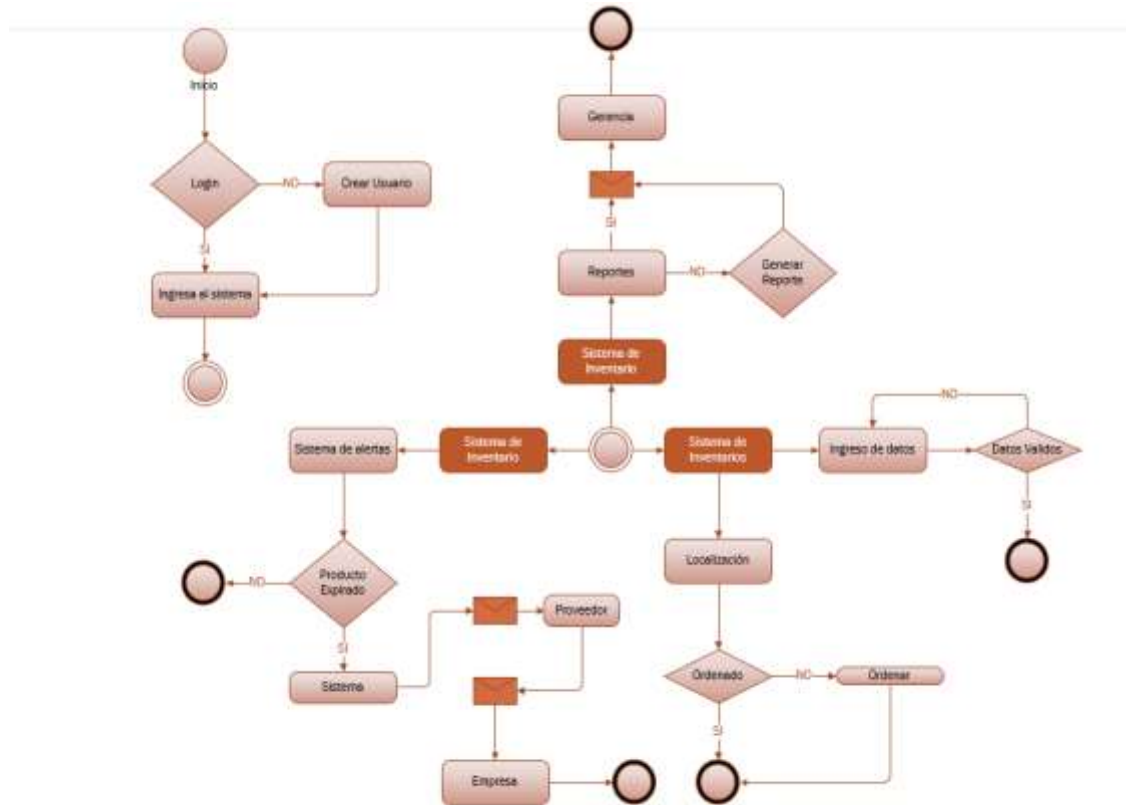 Inicio
Login
NO
Crear Usuario
SI
Ingresa el sistema
Gerencia
SI
Reportes
NO
Generar
Reporte
Sistema de
Inventario
Sistema de alertas
Sistema de
Inventario
Sistema de
Inventarios
Ingreso de datos
NO
Datos Validos
SI
Localización
Producto
Expirado
NO
SI
Sistema
Proveedor
Empresa
Ordenado
NO
Ordenar
SI